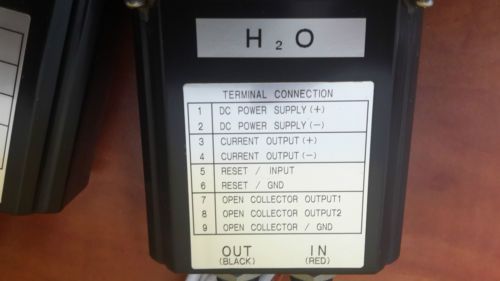 H2O
TERMINAL CONNECTION
1 DC POWER SUPPLY (+)
2 DC POWER SUPPLY (−)
3 CURRENT OUTPUT (+)
4 CURRENT OUTPUT (−)
5 RESET / INPUT
6 RESET / GND
7 OPEN COLLECTOR OUTPUT1
8 OPEN COLLECTOR OUTPUT2
9 OPEN COLLECTOR / GND
OUT IN
(BLACK) (RED)